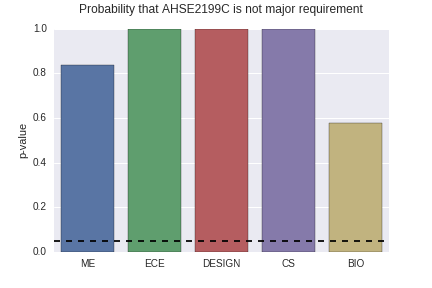 Probability that AHSE2199C is not major requirement
1.0
0.8
0.6
0.4
0.2
0.0
p-value
ME ECE DESIGN CS BIO